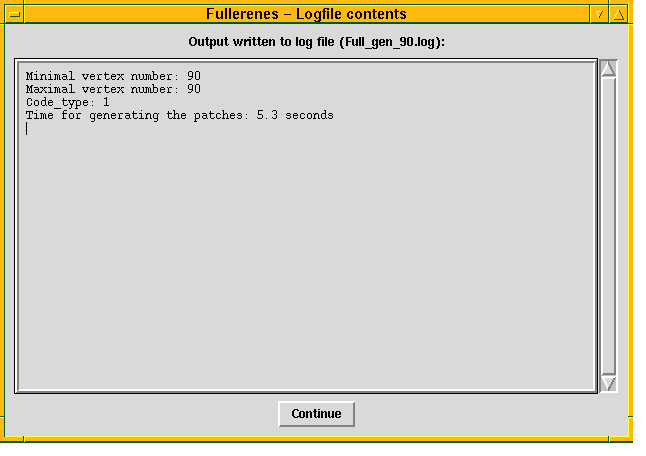 Fullerenes – Logfile contents
Output written to log file (Full_gen_90.log):
Minimal vertex number: 90
Maximal vertex number: 90
Code_type: 1
Time for generating the patches: 5.3 seconds
Continue